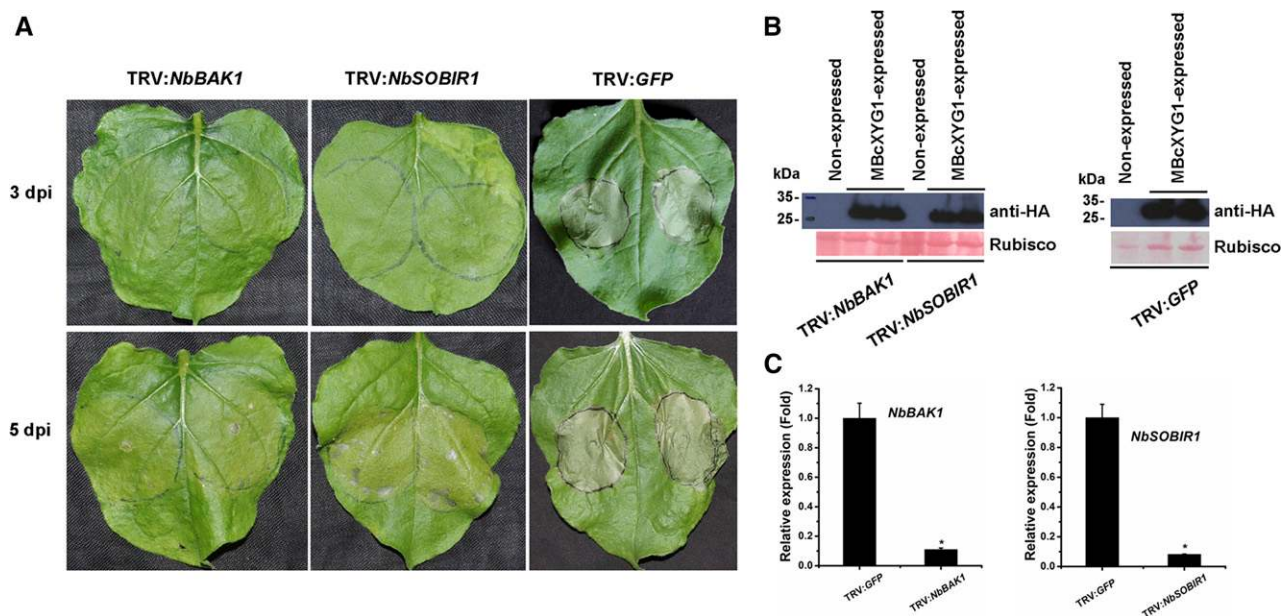 A
TRV:NbBAK1
TRV:NbSOBIR1
TRV:GFP
3 dpi
5 dpi
B
Non-expressed
MBcXYG1-expressed
Non-expressed
MBcXYG1-expressed
kDa
35-
25-
anti-HA
Rubisco
TRV:NbBAK1
TRV:NbSOBIR1
Non-expressed
MBcXYG1-expressed
kDa
35-
25-
anti-HA
Rubisco
TRV:GFP
C
Relative expression (Fold)
1.2
1.0
0.8
0.6
0.4
0.2
0.0
NbBAK1
*
TRV:GFP
TRV:NbBAK1
Relative expression (Fold)
1.2
1.0
0.8
0.6
0.4
0.2
0.0
NbSOBIR1
*
TRV:GFP
TRV:NbSOBIR1